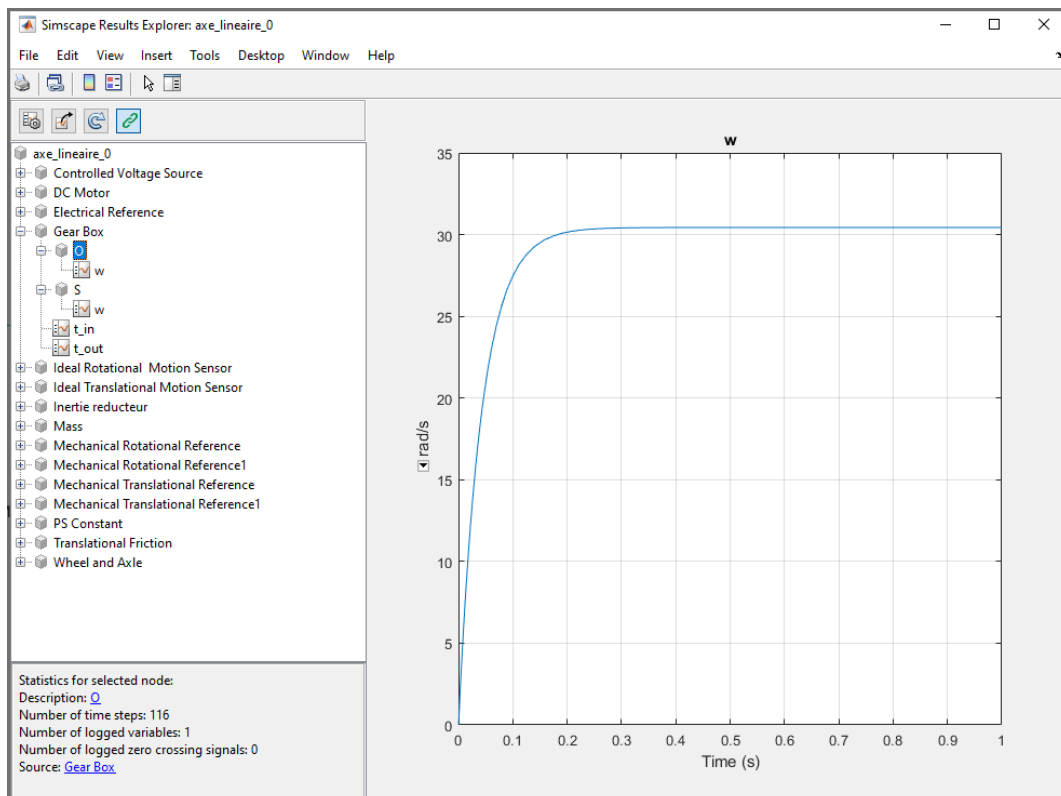 Simscape Results Explorer: axe_lineaire_0
File Edit View Insert Tools Desktop Window Help
axe_lineaire_0
Controlled Voltage Source
DC Motor
Electrical Reference
Gear Box
O
w
S
w
t_in
t_out
Ideal Rotational  Motion Sensor
Ideal Translational Motion Sensor
Inertie reducteur
Mass
Mechanical Rotational Reference
Mechanical Rotational Reference1
Mechanical Translational Reference
Mechanical Translational Reference1
PS Constant
Translational Friction
Wheel and Axle
Statistics for selected node:
Description: O
Number of time steps: 116
Number of logged variables: 1
Number of logged zero crossing signals: 0
Source: Gear Box
w
35
30
25
20
15
10
5
0
rad/s
0 0.1 0.2 0.3 0.4 0.5 0.6 0.7 0.8 0.9 1
Time (s)